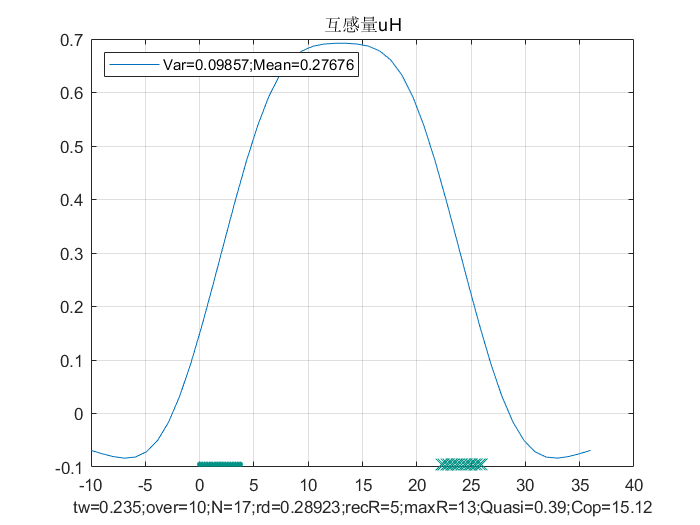 互感量uH
0.7
Var=0.09857;Mean=0.27676
0.6
0.5
0.4
0.3
0.2
0.1
0
-0.1
-10 -5 0 5 10 15 20 25 30 35 40
tw=0.235;over=10;N=17;rd=0.28923;recR=5;maxR=13;Quasi=0.39;Cop=15.12